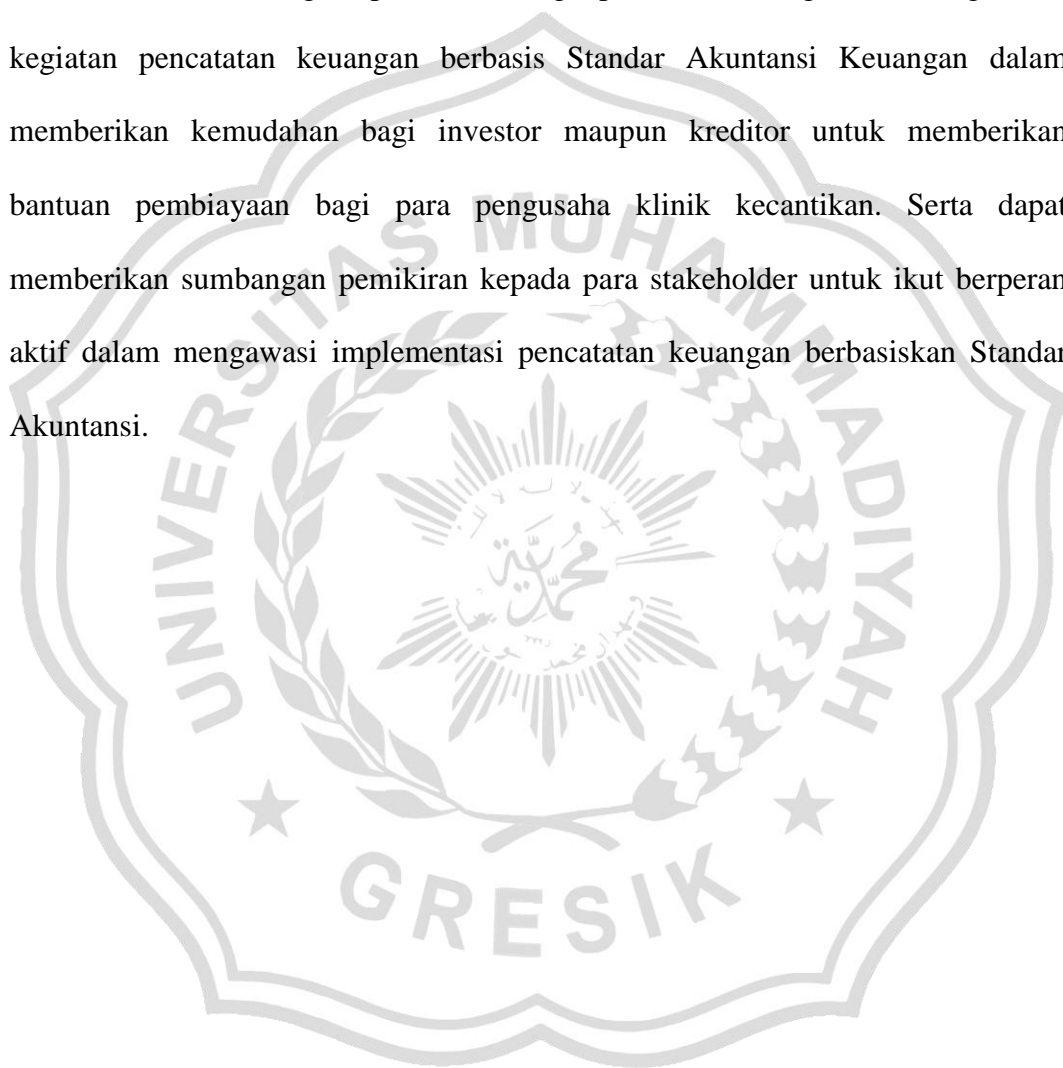 kegiatan pencatatan keuangan berbasis Standar Akuntansi Keuangan dalam
memberikan kemudahan bagi investor maupun kreditor untuk memberikan
bantuan pembiayaan bagi para pengusaha klinik kecantikan. Serta dapat
memberikan sumbangan pemikiran kepada para stakeholder untuk ikut berperan
aktif dalam mengawasi implementasi pencatatan keuangan berbasiskan Standar
Akuntansi.
UNIVERSITAS MUHAMMADIYAH
محمد
GRESIK